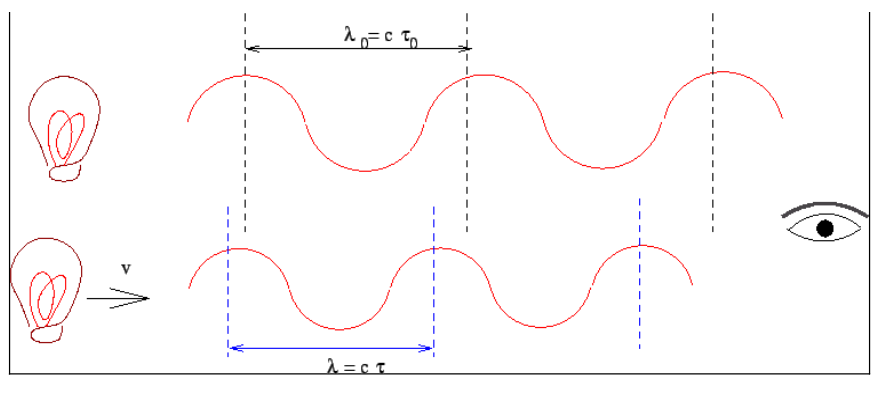 λ₀= c τ₀
v
λ = c τ